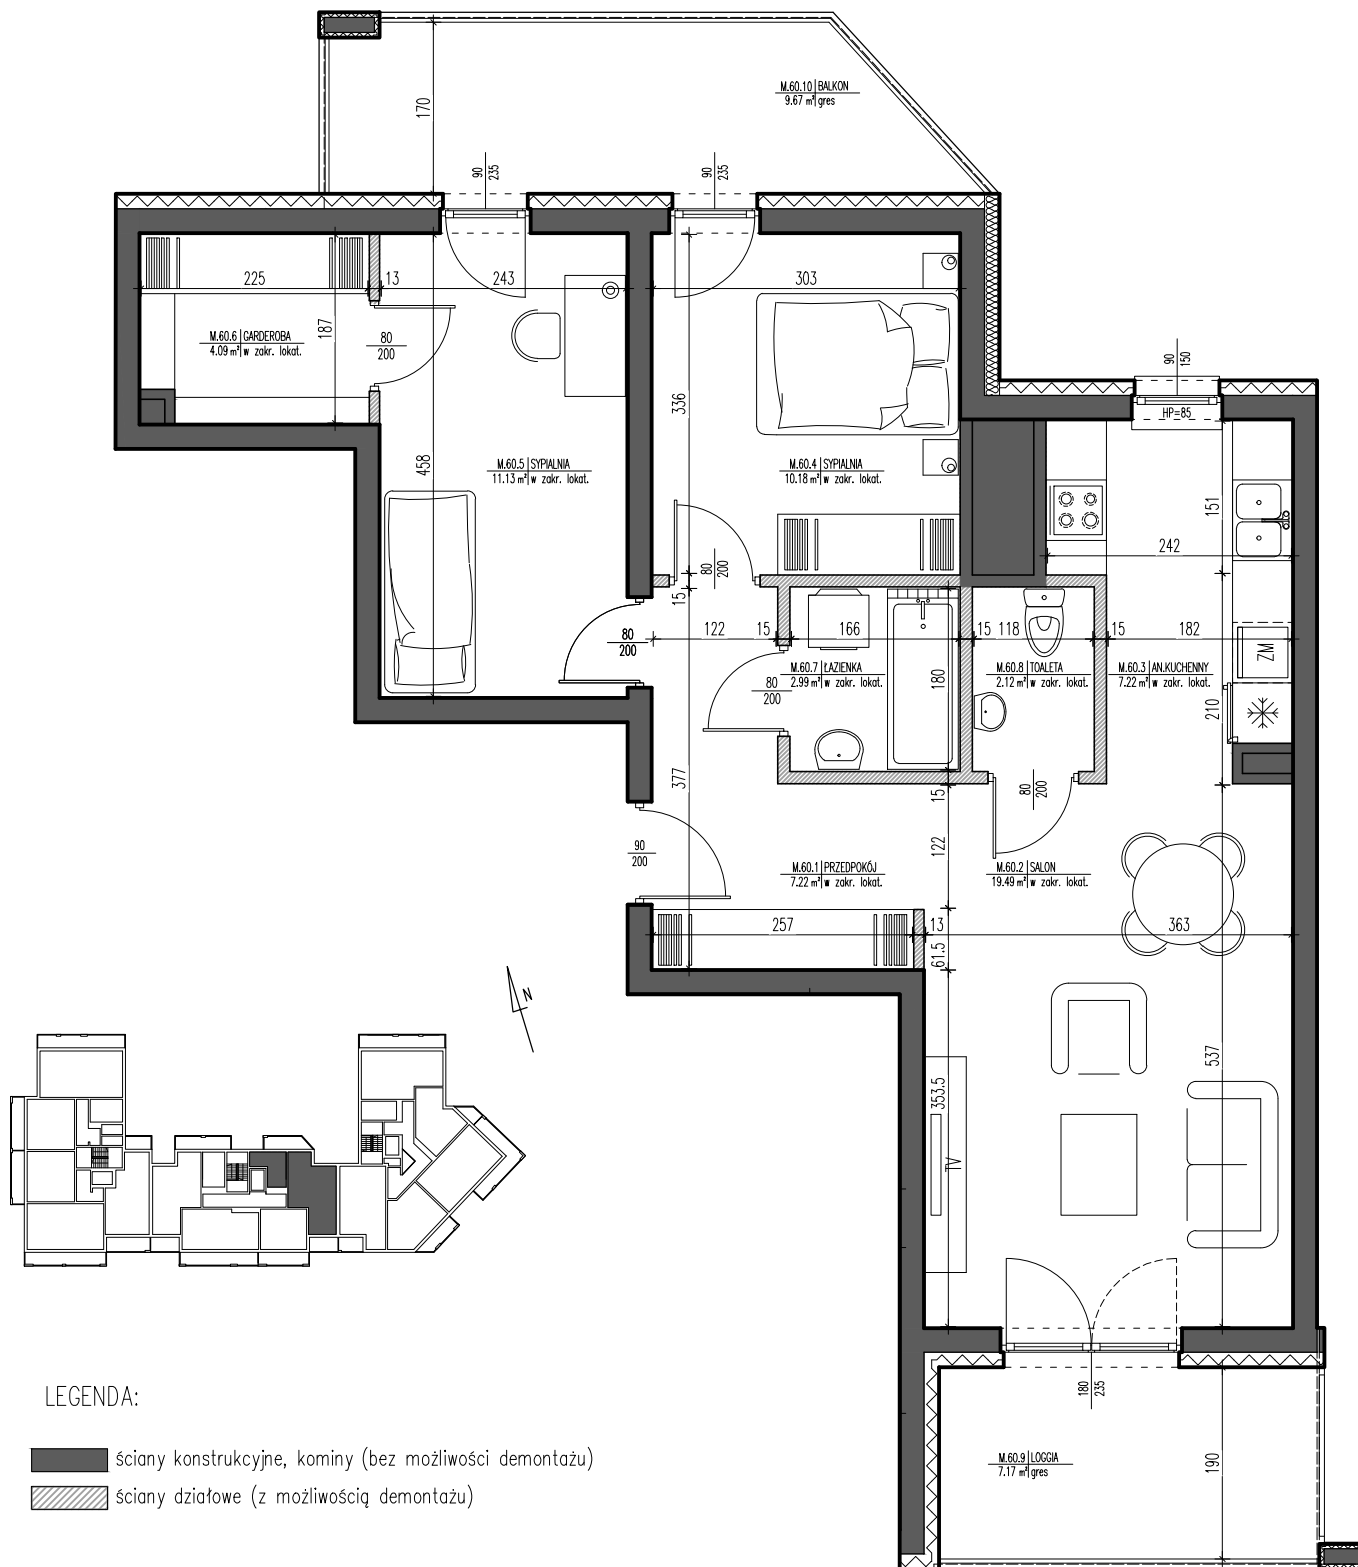 M.60.10 BALKON
9.67 m² gres
170
90
235
90
235
225
13
243
303
187
M.60.6 GARDEROBA
4.09 m² w zakr. lokat.
80
200
90
150
HP=85
336
458
M.60.5 SYPIALNIA
11.13 m² w zakr. lokat.
M.60.4 SYPIALNIA
10.18 m² w zakr. lokat.
151
242
80
200
15
80
200
122
15
166
15
118
15
182
M.60.7 ŁAZIENKA
2.99 m² w zakr. lokat.
80
200
180
M.60.8 TOALETA
2.12 m² w zakr. lokat.
M.60.3 AN.KUCHENNY
7.22 m² w zakr. lokat.
ZM
210
377
15
80
200
122
90
200
M.60.1 PRZEDPOKÓJ
7.22 m² w zakr. lokat.
M.60.2 SALON
19.49 m² w zakr. lokat.
257
13
363
61.5
N
537
353.5
TV
180
235
M.60.9 LOGGIA
7.17 m² gres
190
LEGENDA:
ściany konstrukcyjne, kominy (bez możliwości demontażu)
ściany działowe (z możliwością demontażu)